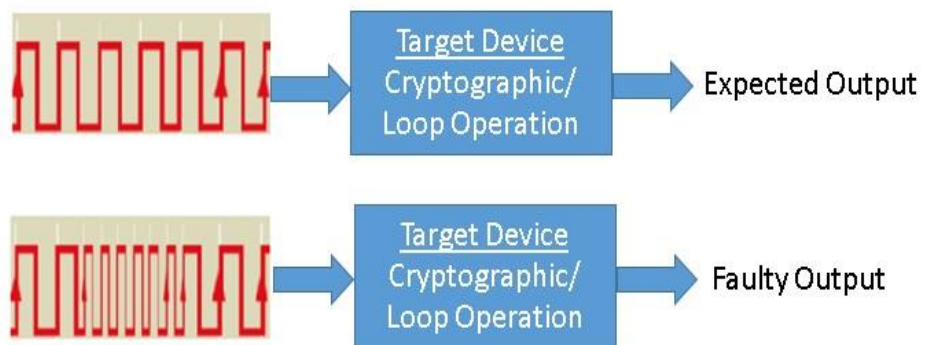 Target Device
Cryptographic/
Loop Operation
Expected Output
Target Device
Cryptographic/
Loop Operation
Faulty Output